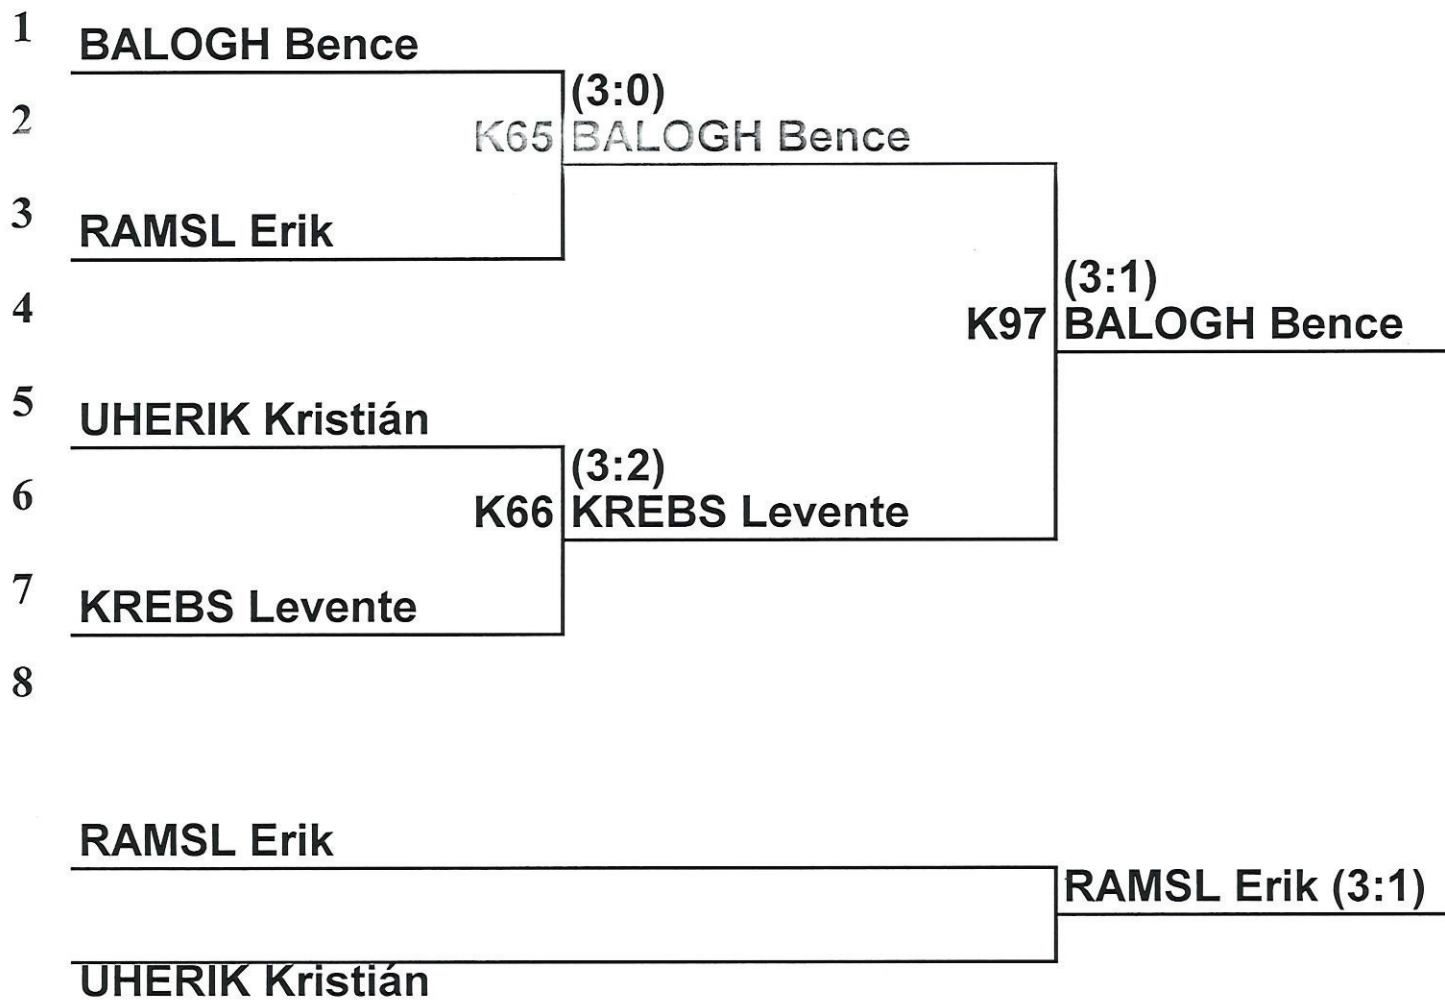 1 BALOGH Bence
(3:0)
2 K65 BALOGH Bence
3 RAMSL Erik
(3:1)
4 K97 BALOGH Bence
5 UHERIK Kristián
(3:2)
6 K66 KREBS Levente
7 KREBS Levente
8
RAMSL Erik
RAMSL Erik (3:1)
UHERIK Kristián